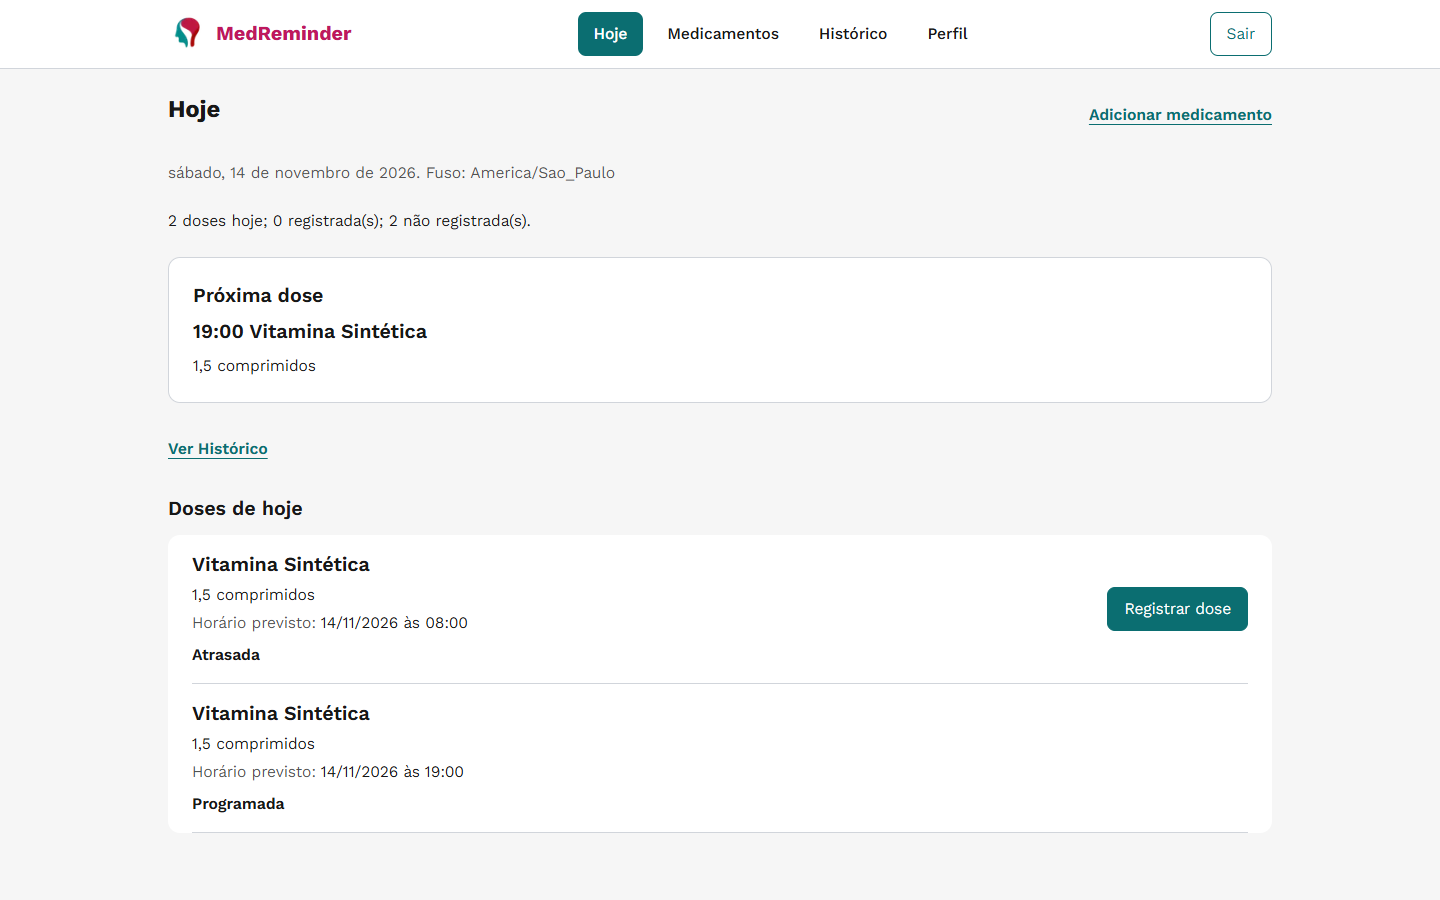 MedReminder
Hoje
Medicamentos
Histórico
Perfil
Sair
Hoje
Adicionar medicamento
sábado, 14 de novembro de 2026. Fuso: America/Sao_Paulo
2 doses hoje; 0 registrada(s); 2 não registrada(s).
Próxima dose
19:00 Vitamina Sintética
1,5 comprimidos
Ver Histórico
Doses de hoje
Vitamina Sintética
1,5 comprimidos
Horário previsto: 14/11/2026 às 08:00
Atrasada
Registrar dose
Vitamina Sintética
1,5 comprimidos
Horário previsto: 14/11/2026 às 19:00
Programada